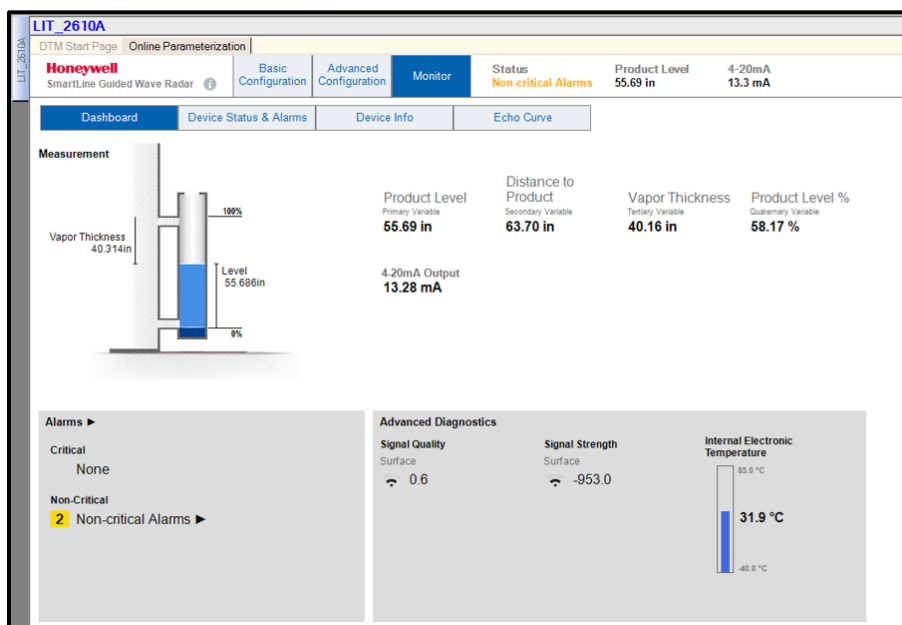 LIT_2610A
LIT_2610A
DTM Start Page Online Parameterization
Honeywell
SmartLine Guided Wave Radar
Basic Configuration
Advanced Configuration
Monitor
Status
Non-critical Alarms
Product Level
55.69 in
4-20mA
13.3 mA
Dashboard Device Status & Alarms Device Info Echo Curve
Measurement
100%
Vapor Thickness
40.314in
Level
55.686in
0%
Product Level
Primary Variable
55.69 in
Distance to
Product
Secondary Variable
63.70 in
Vapor Thickness
Tertiary Variable
40.16 in
Product Level %
Quaternary Variable
58.17 %
4-20mA Output
13.28 mA
Alarms ►
Critical
None
Non-Critical
2 Non-critical Alarms ►
Advanced Diagnostics
Signal Quality
Surface
0.6
Signal Strength
Surface
-953.0
Internal Electronic
Temperature
85.0 °C
31.9 °C
-40.0 °C